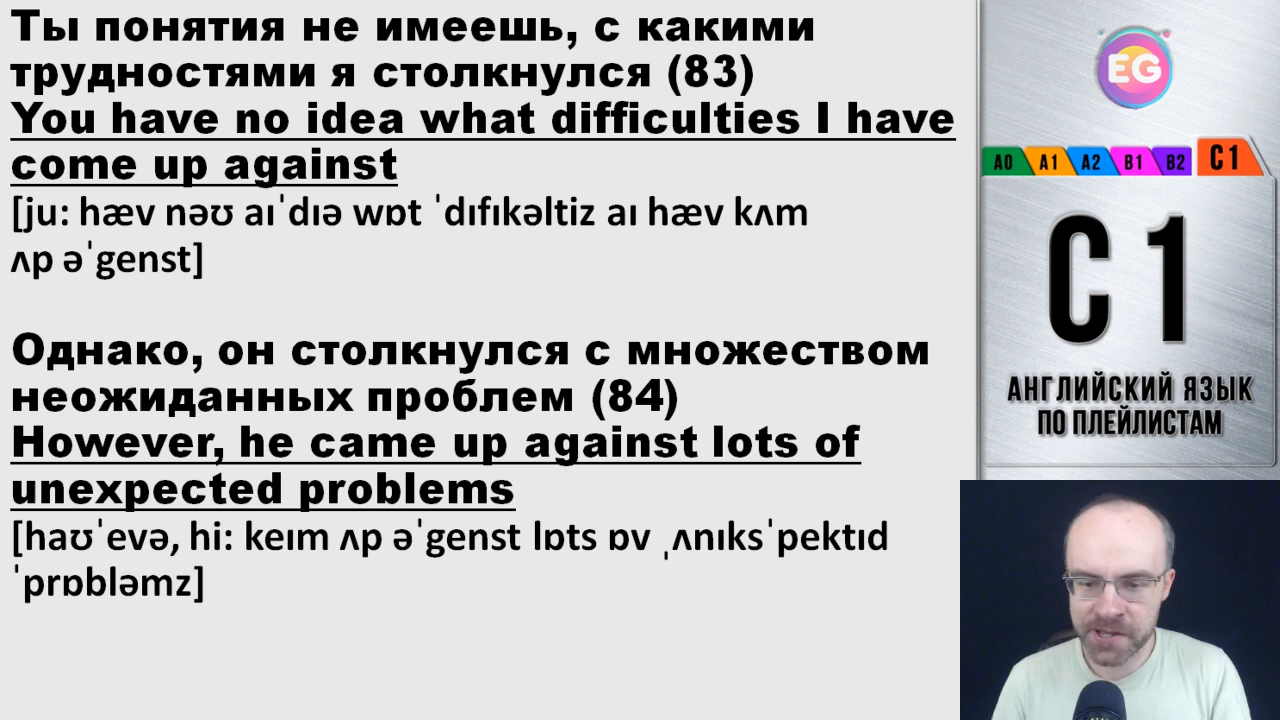 Ты понятия не имеешь, с какими
трудностями я столкнулся (83)
You have no idea what difficulties I have
come up against
[ju: hæv nəʊ aɪˈdɪə wɒt ˈdɪfɪkəltiz aɪ hæv kʌm
ʌp əˈgenst]
Однако, он столкнулся с множеством
неожиданных проблем (84)
However, he came up against lots of
unexpected problems
[haʊˈevə, hi: keɪm ʌp əˈgenst lɒts ɒv ˌʌnɪksˈpektɪd
ˈprɒbləmz]
EG
A0 A1 A2 B1 B2 C1
C1
АНГЛИЙСКИЙ ЯЗЫК
ПО ПЛЕЙЛИСТАМ